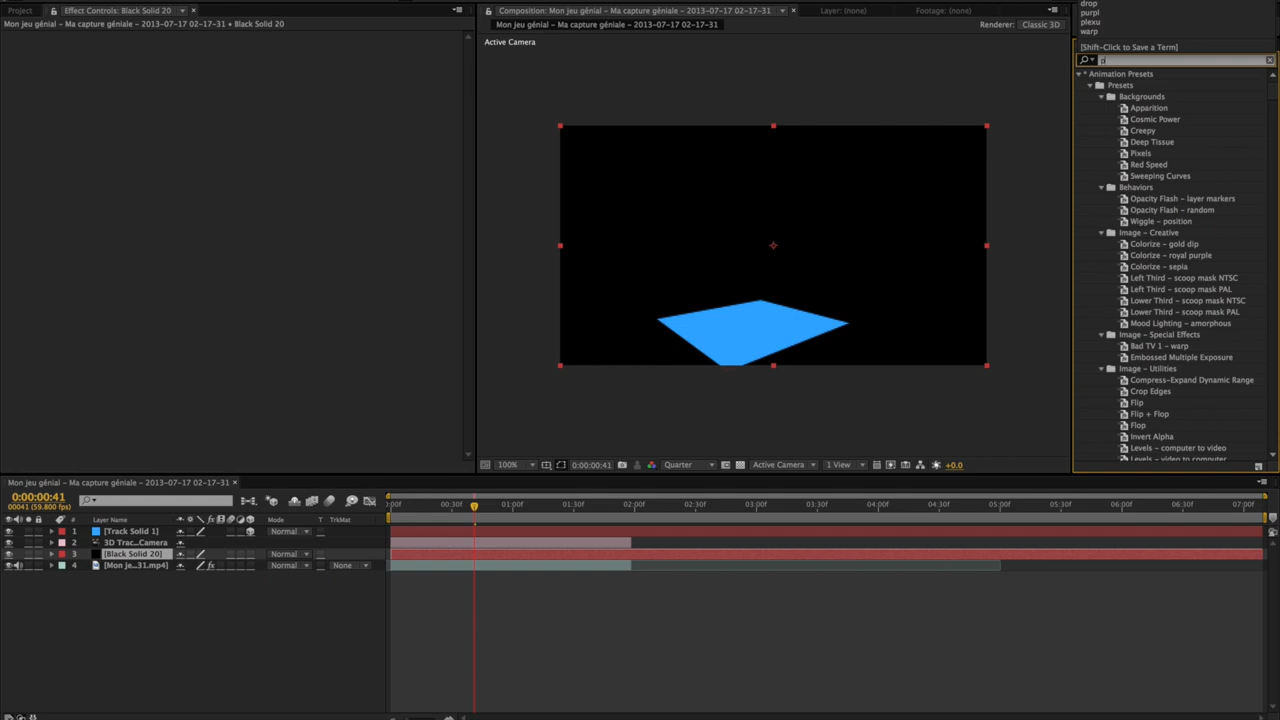 Project
Effect Controls: Black Solid 20
Mon jeu génial – Ma capture géniale – 2013-07-17 02-17-31 • Black Solid 20
Composition: Mon jeu génial – Ma capture géniale – 2013-07-17 02-17-31
Layer: (none)
Footage: (none)
Mon jeu génial – Ma capture géniale – 2013-07-17 02-17-31
Renderer:
Classic 3D
Active Camera
drop
purpl
plexu
warp
[Shift-Click to Save a Term]
* Animation Presets
Presets
Backgrounds
Apparition
Cosmic Power
Creepy
Deep Tissue
Pixels
Red Speed
Sweeping Curves
Behaviors
Opacity Flash – layer markers
Opacity Flash – random
Wiggle – position
Image – Creative
Colorize – gold dip
Colorize – royal purple
Colorize – sepia
Left Third – scoop mask NTSC
Left Third – scoop mask PAL
Lower Third – scoop mask NTSC
Lower Third – scoop mask PAL
Mood Lighting – amorphous
Image – Special Effects
Bad TV 1 – warp
Embossed Multiple Exposure
Image – Utilities
Compress-Expand Dynamic Range
Crop Edges
Flip
Flip + Flop
Flop
Invert Alpha
Levels – computer to video
Levels – video to computer
100%
0:00:00:41
Quarter
Active Camera
1 View
+0.0
Mon jeu génial – Ma capture géniale – 2013-07-17 02-17-31
0:00:00:41
00041 (59.800 fps)
# Layer Name
Mode
T TrkMat
:00f 00:30f 01:00f 01:30f 02:00f 02:30f 03:00f 03:30f 04:00f 04:30f 05:00f 05:30f 06:00f 06:30f 07:00f
1 [Track Solid 1] Normal
2 3D Trac...Camera
3 [Black Solid 20] Normal
4 [Mon je...31.mp4] Normal None